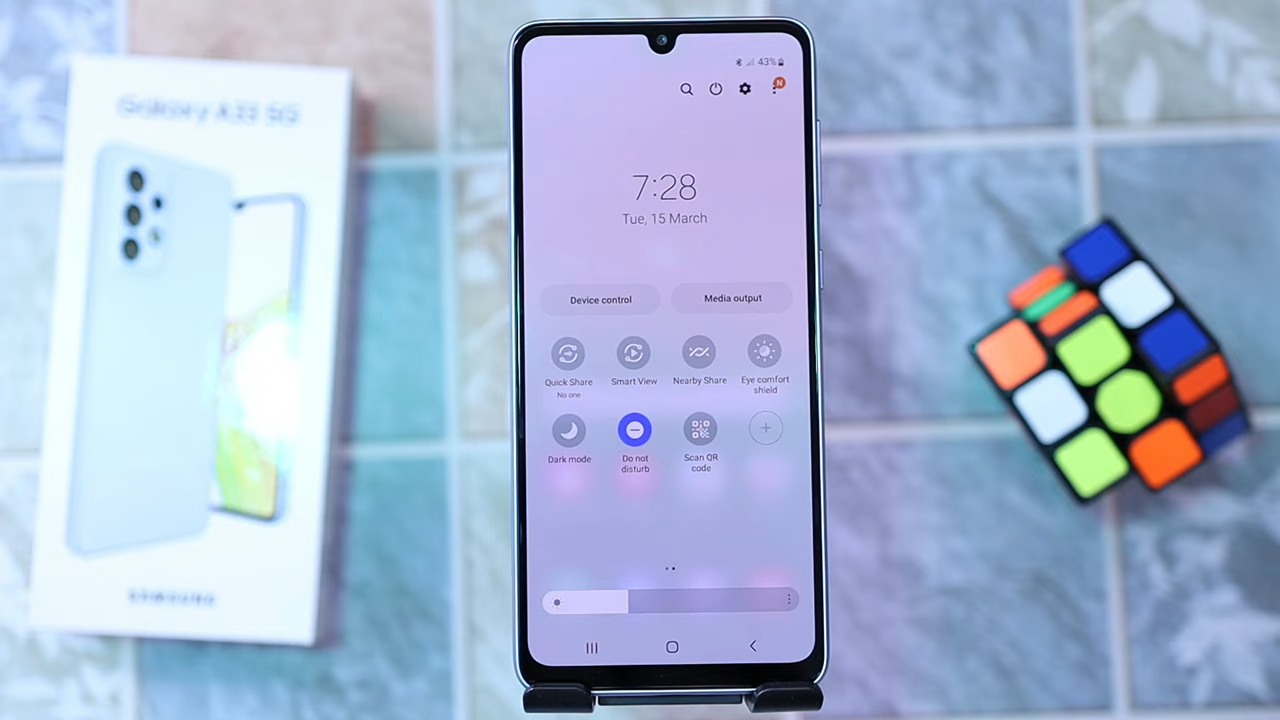 Galaxy A33 5G
SAMSUNG
43%
N
7:28
Tue, 15 March
Device control
Media output
Quick Share
No one
Smart View
Nearby Share
Eye comfort
shield
Dark mode
Do not
disturb
Scan QR
code